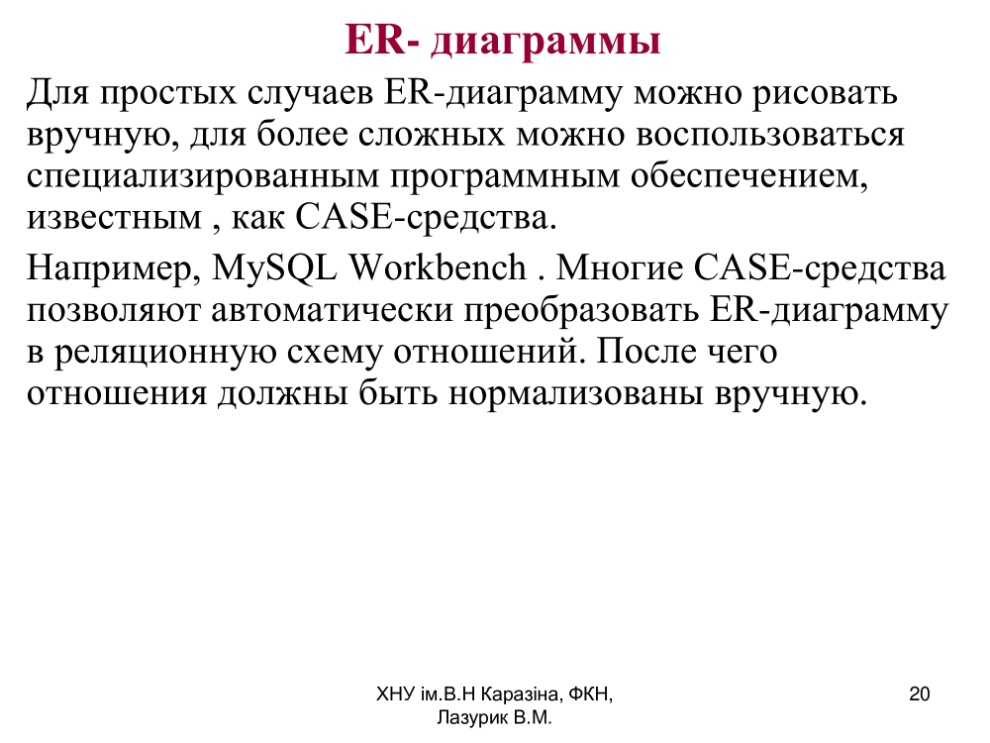 ER- диаграммы
Для простых случаев ER-диаграмму можно рисовать
вручную, для более сложных можно воспользоваться
специализированным программным обеспечением,
известным , как CASE-средства.
Например, MySQL Workbench . Многие CASE-средства
позволяют автоматически преобразовать ER-диаграмму
в реляционную схему отношений. После чего
отношения должны быть нормализованы вручную.
ХНУ ім.В.Н Каразіна, ФКН,
Лазурик В.М.
20